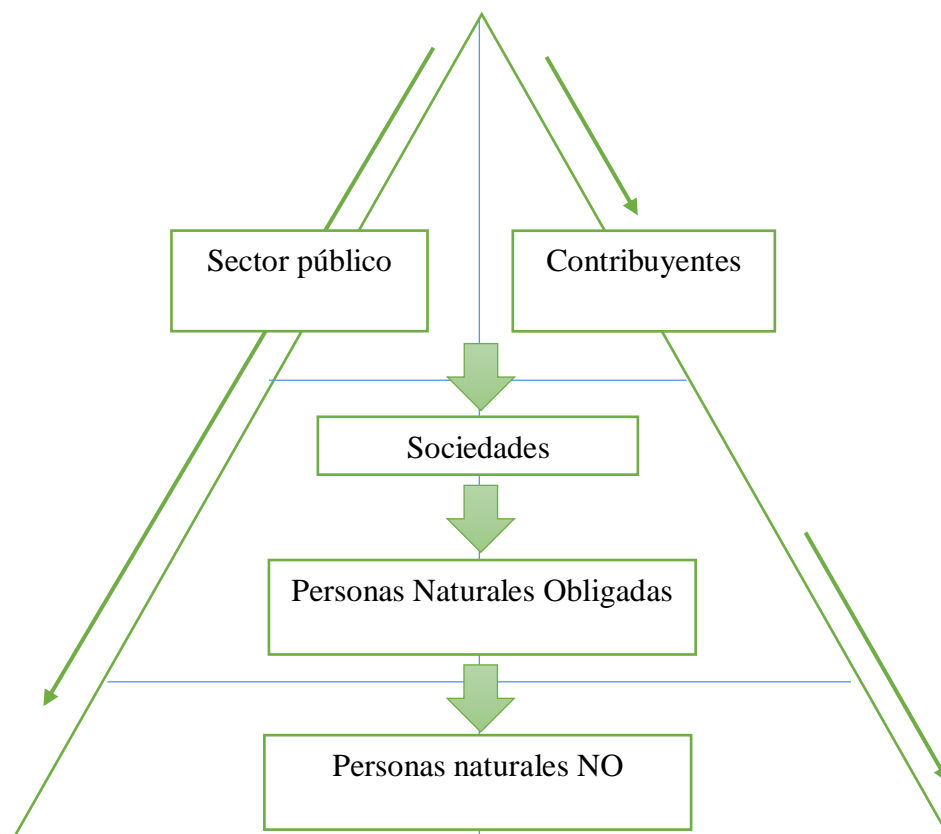 Sector público
Contribuyentes
Sociedades
Personas Naturales Obligadas
Personas naturales NO